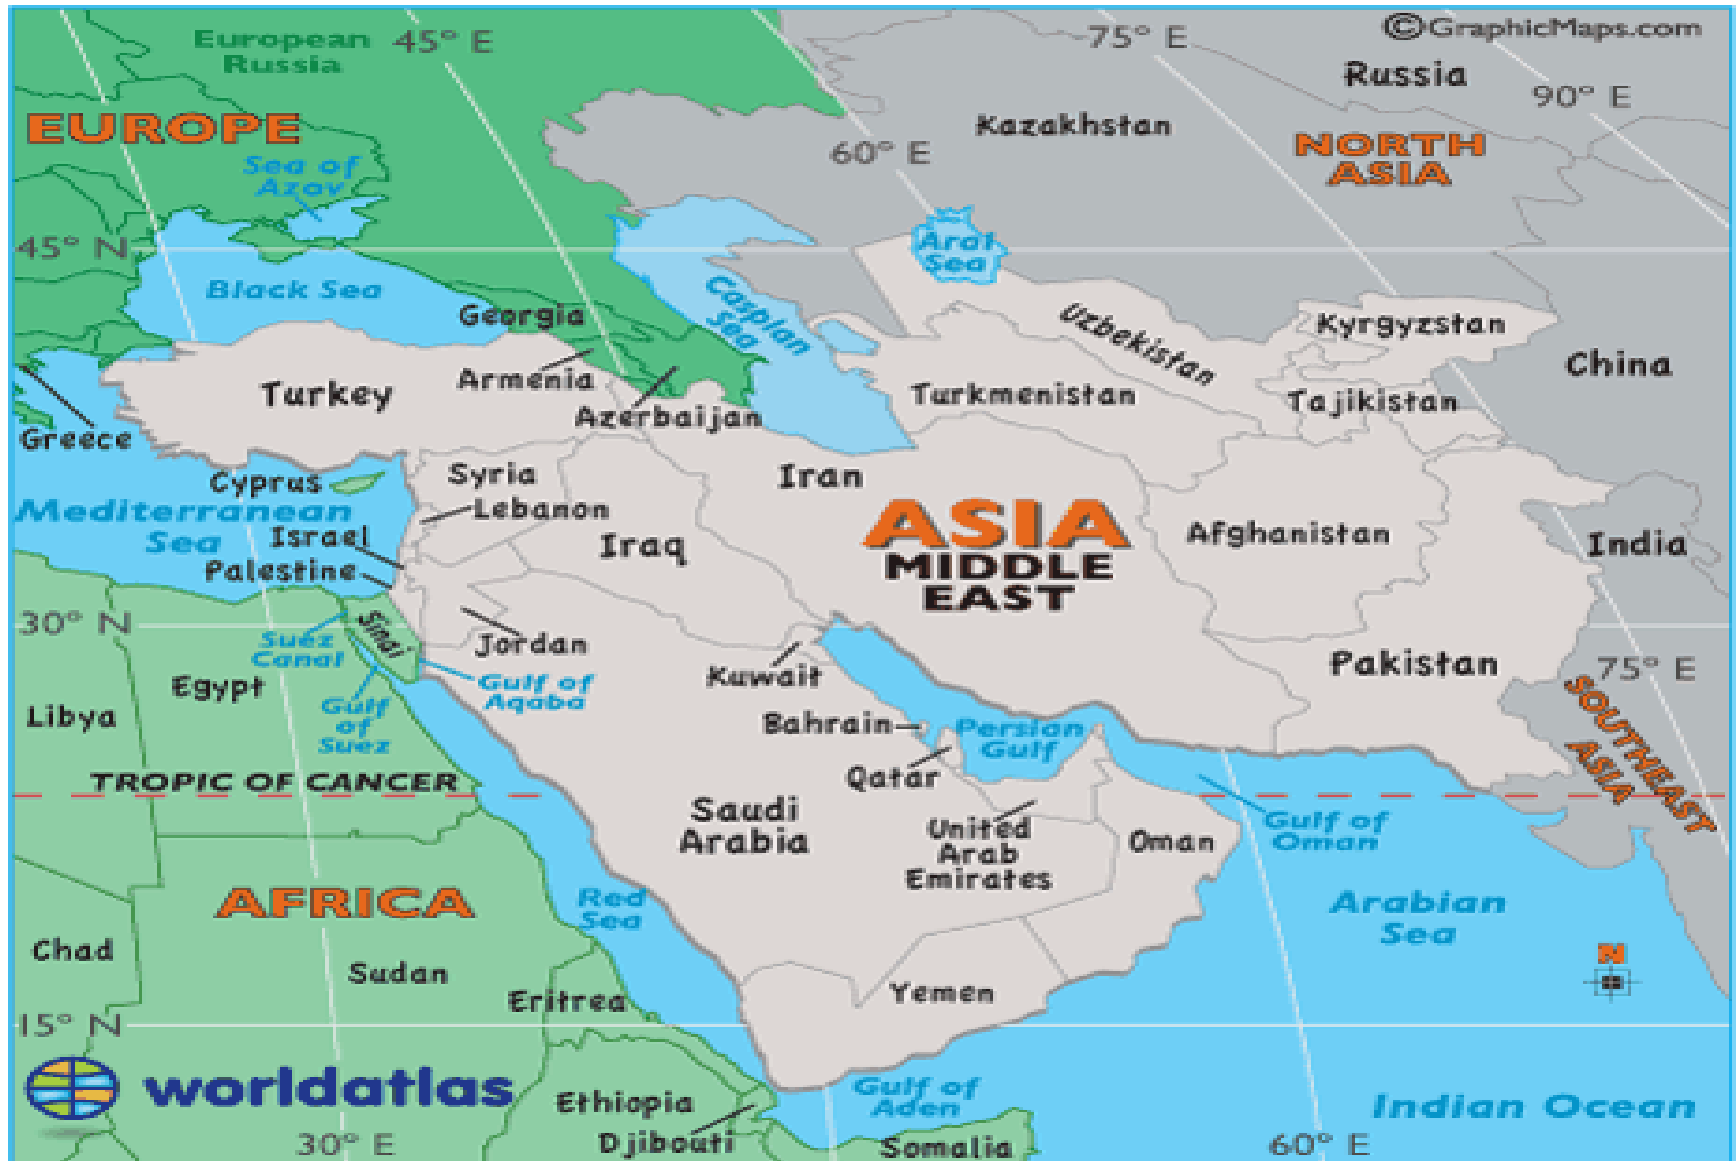 ©GraphicMaps.com
European
Russia
45° E
75° E
Russia
90° E
EUROPE
Kazakhstan
60° E
NORTH
ASIA
Sea of
Azov
45° N
Aral
Sea
Black Sea
Caspian
Sea
Georgia
Uzbekistan
Kyrgyzstan
China
Armenia
Turkey
Turkmenistan
Tajikistan
Azerbaijan
Greece
Syria
Iran
Cyprus
Mediterranean
Sea
Lebanon
Israel
Iraq
ASIA
MIDDLE
EAST
Afghanistan
India
Palestine
30° N
Suez
Canal
Sinai
Jordan
Kuwait
Pakistan
75° E
Egypt
Gulf of
Aqaba
Libya
Gulf
of
Suez
Bahrain
Persian
Gulf
SOUTHEAST
ASIA
Qatar
TROPIC OF CANCER
Saudi
Arabia
United
Arab
Emirates
Oman
Gulf of
Oman
AFRICA
Red
Sea
Arabian
Sea
Chad
Sudan
Eritrea
Yemen
N
15° N
worldatlas
Ethiopia
Gulf of
Aden
Indian Ocean
30° E
Djibouti
Somalia
60° E